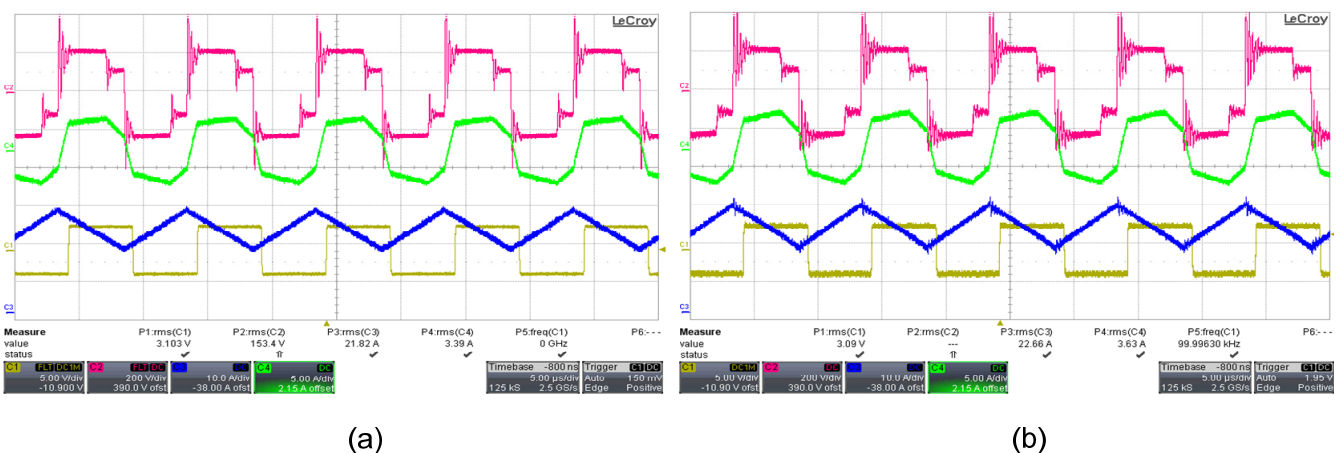 LeCroy
C2
C4
C1
C3
Measure P1:rms(C1) P2:rms(C2) P3:rms(C3) P4:rms(C4) P5:freq(C1) P6:- - -
value 3.103 V 153.4 V 21.82 A 3.39 A 0 GHz
status
C1 FLT DC1M C2 FLT DC DC C4 DC Timebase -800 ns Trigger C1 DC
5.00 V/div 200 V/div 10.0 A/div 5.00 A/div 5.00 µs/div Auto 150 mV
-10.900 V 390.0 V ofst -38.00 A ofst 2.15 A offset 125 kS 2.5 GS/s Edge Positive
(a)
LeCroy
C2
C4
C1
C3
Measure P1:rms(C1) P2:rms(C2) P3:rms(C3) P4:rms(C4) P5:freq(C1) P6:- - -
value 3.09 V --- 22.66 A 3.63 A 99.99630 kHz
status
C1 DC1M C2 DC DC C4 DC Timebase -800 ns Trigger C1 DC
5.00 V/div 200 V/div 10.0 A/div 5.00 A/div 5.00 µs/div Auto 1.95 V
-10.90 V ofst 390.0 V ofst -38.00 A ofst 2.15 A offset 125 kS 2.5 GS/s Edge Positive
(b)